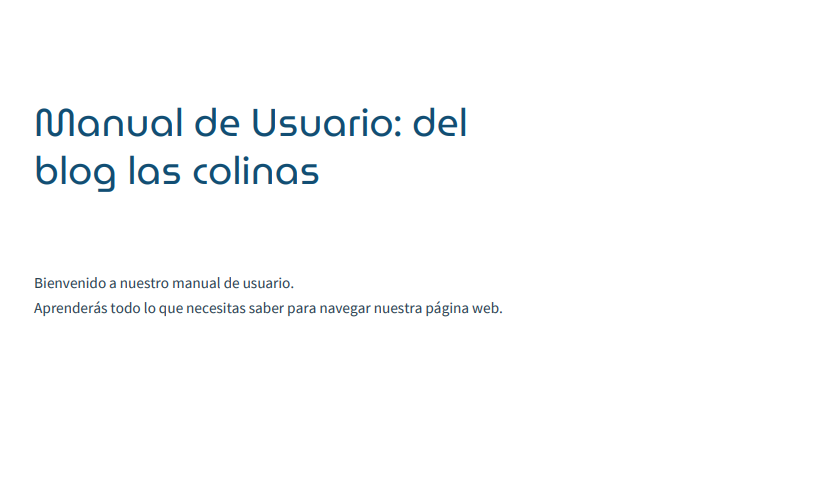 Manual de Usuario: del
blog las colinas
Bienvenido a nuestro manual de usuario.
Aprenderás todo lo que necesitas saber para navegar nuestra página web.